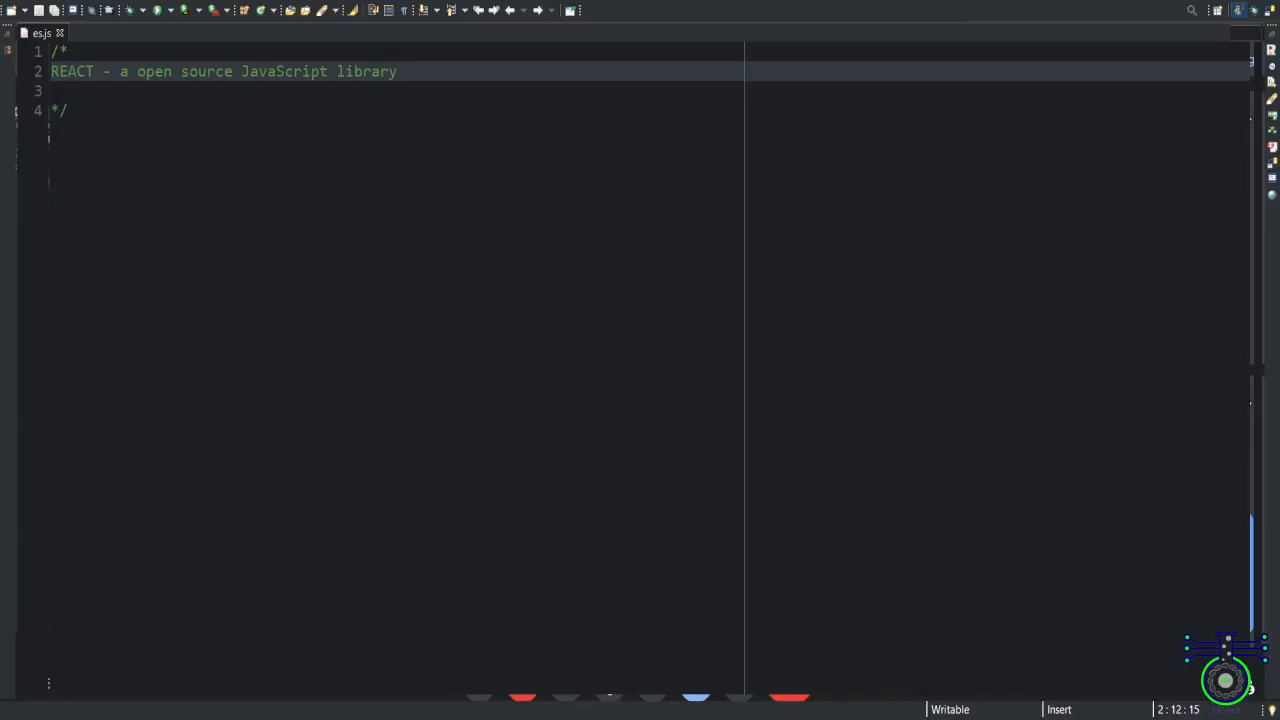 es.js
1 /*
2 REACT - a open source JavaScript library
3
4 */
Writable
Insert
2:12:15